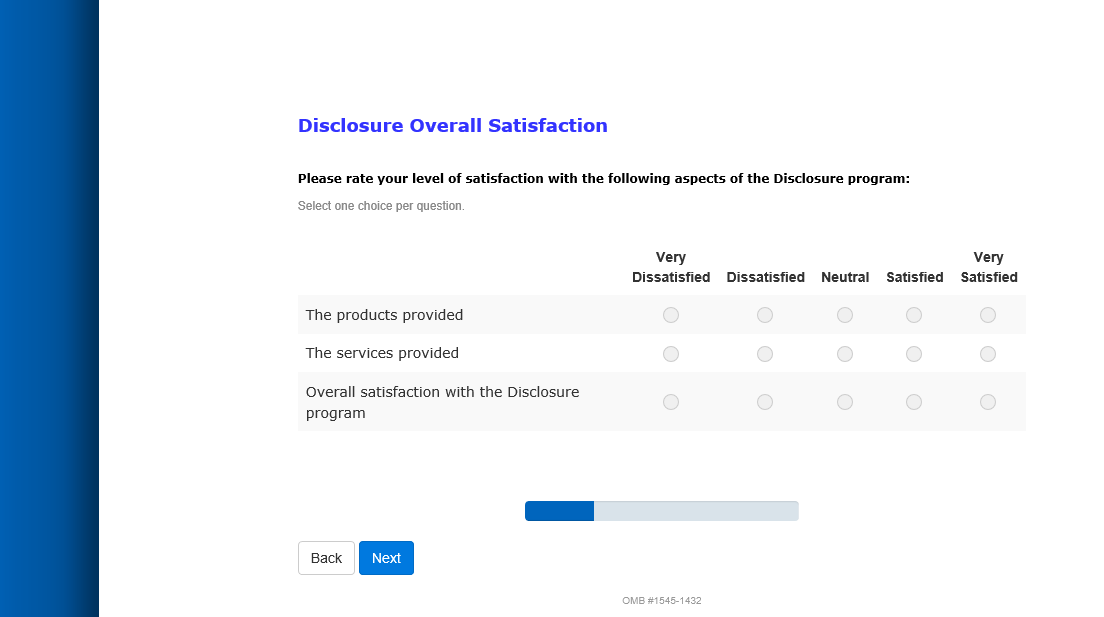 Disclosure Overall Satisfaction
Please rate your level of satisfaction with the following aspects of the Disclosure program:
Select one choice per question.
Very Dissatisfied Dissatisfied Neutral Satisfied Very Satisfied
The products provided
The services provided
Overall satisfaction with the Disclosure
program
Back Next
OMB #1545-1432